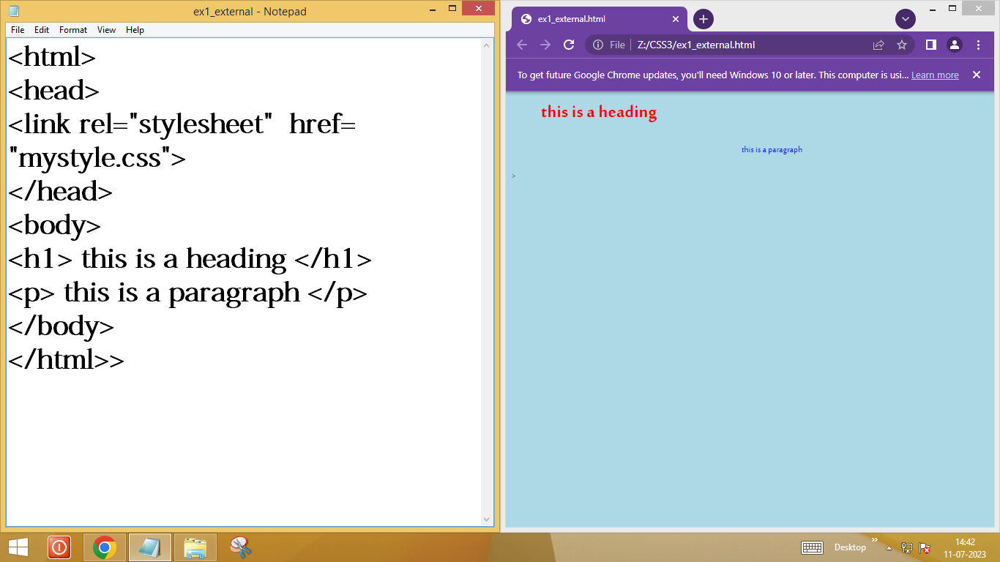 ex1_external - Notepad
File Edit Format View Help
<html>
<head>
<link rel="stylesheet"  href=
"mystyle.css">
</head>
<body>
<h1> this is a heading </h1>
<p> this is a paragraph </p>
</body>
</html>>
ex1_external.html
File Z:/CSS3/ex1_external.html
To get future Google Chrome updates, you'll need Windows 10 or later. This computer is usi... Learn more
this is a heading
this is a paragraph
>
Desktop
14:42
11-07-2023